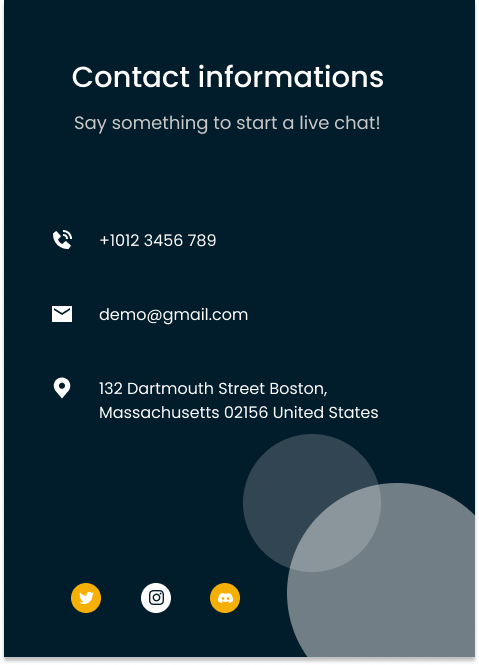 Contact informations
Say something to start a live chat!
+1012 3456 789
demo@gmail.com
132 Dartmouth Street Boston,
Massachusetts 02156 United States